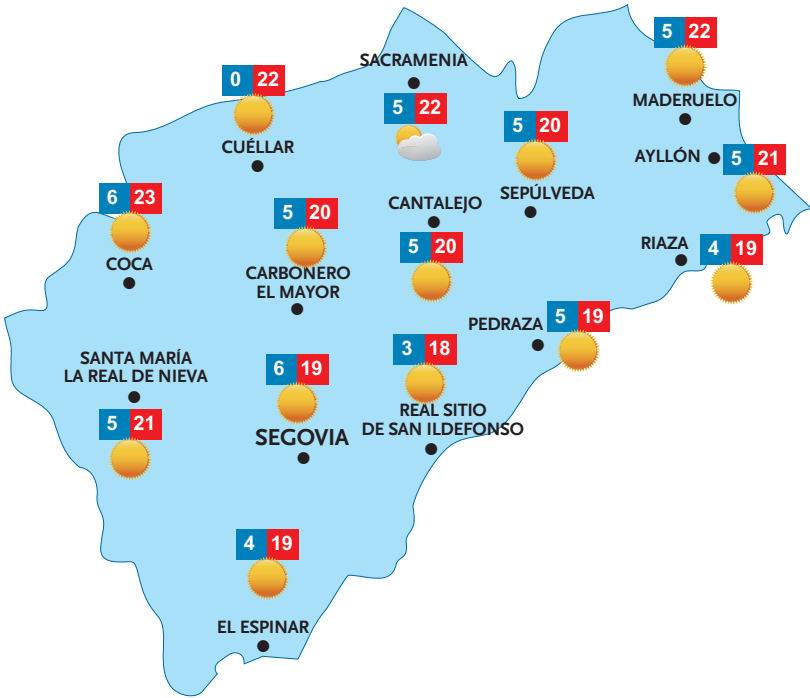 5 22
MADERUELO
SACRAMENIA
5 22
0 22
CUÉLLAR
5 20
SEPÚLVEDA
AYLLÓN
5 21
6 23
COCA
5 20
CARBONERO
EL MAYOR
CANTALEJO
5 20
RIAZA
4 19
PEDRAZA
5 19
SANTA MARÍA
LA REAL DE NIEVA
5 21
6 19
SEGOVIA
3 18
REAL SITIO
DE SAN ILDEFONSO
4 19
EL ESPINAR